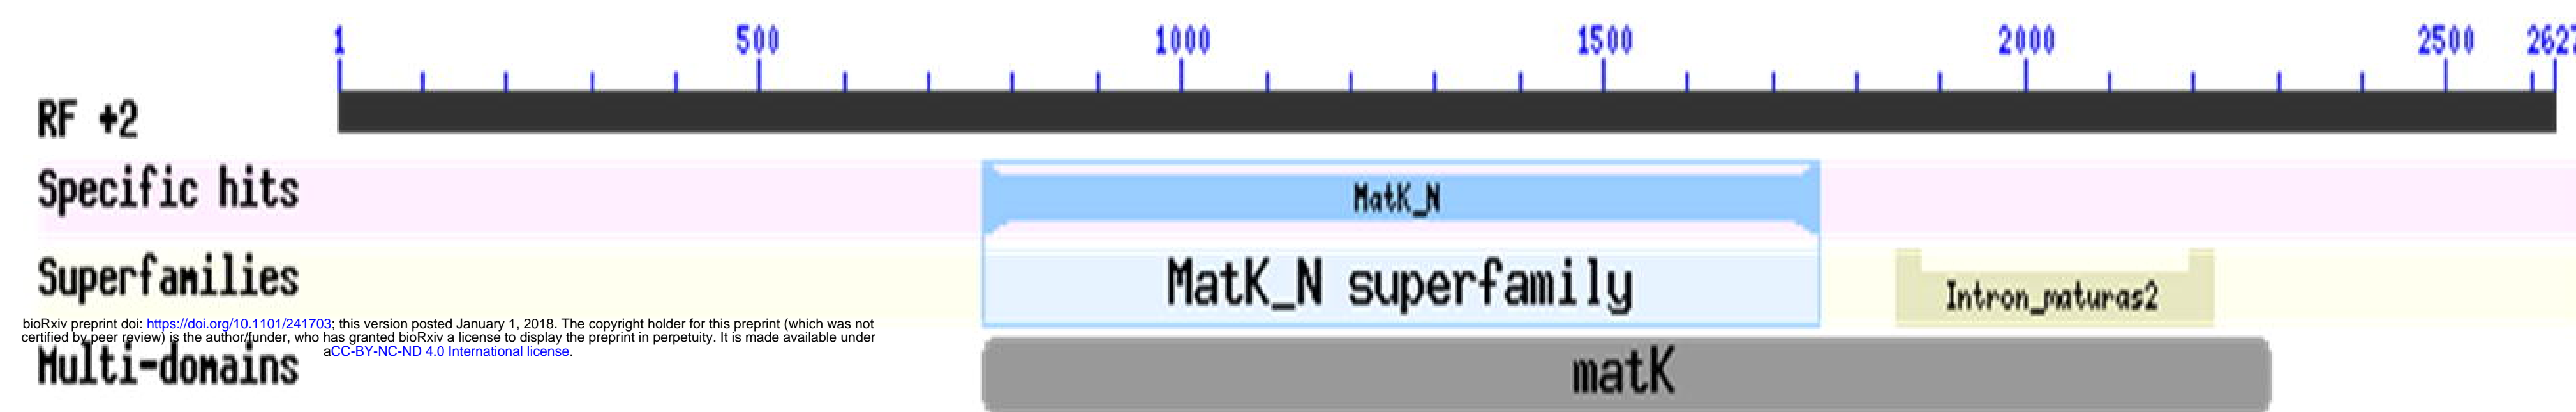 1 500 1000 1500 2000 2500 2627
RF +2
Specific hits
MatK_N
Superfamilies
MatK_N superfamily
Intron_maturas2
bioRxiv preprint doi: https://doi.org/10.1101/241703; this version posted January 1, 2018. The copyright holder for this preprint (which was not
certified by peer review) is the author/funder, who has granted bioRxiv a license to display the preprint in perpetuity. It is made available under
aCC-BY-NC-ND 4.0 International license.
Multi-domains
matK